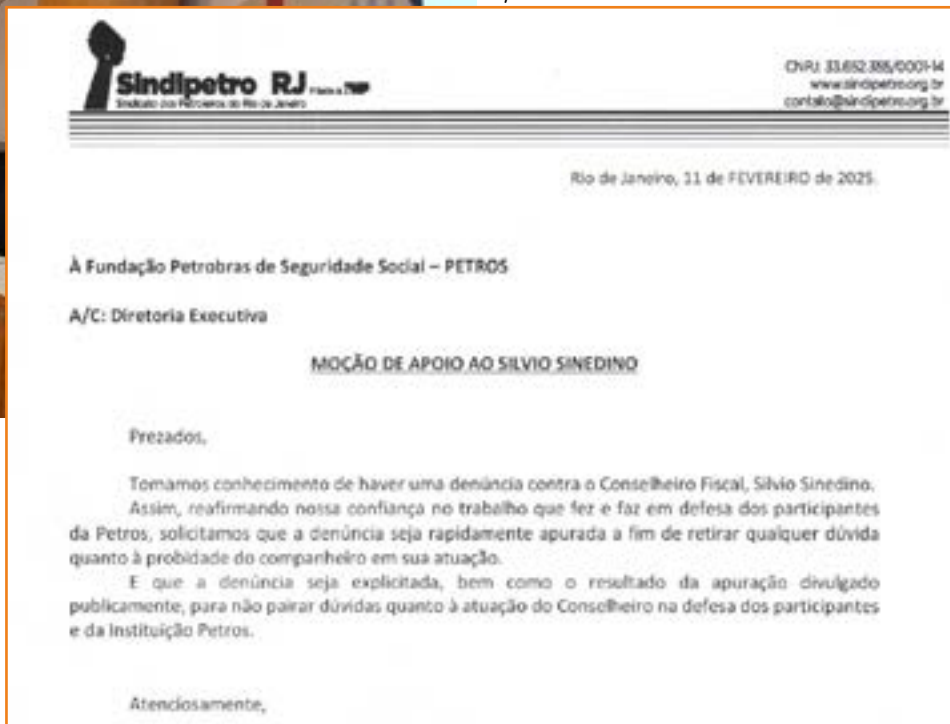 Sindipetro RJ
Sindicato dos Petroleiros do Rio de Janeiro
CNPJ: 33.652.355/0001-14
www.sindipetro.org.br
contato@sindipetro.org.br
Rio de Janeiro, 11 de FEVEREIRO de 2025.
À Fundação Petrobras de Seguridade Social – PETROS
A/C: Diretoria Executiva
MOÇÃO DE APOIO AO SILVIO SINEDINO
Prezados,
Tomamos conhecimento de haver uma denúncia contra o Conselheiro Fiscal, Silvio Sinedino.
Assim, reafirmando nossa confiança no trabalho que fez e faz em defesa dos participantes
da Petros, solicitamos que a denúncia seja rapidamente apurada a fim de retirar qualquer dúvida
quanto à probidade do companheiro em sua atuação.
E que a denúncia seja explicitada, bem como o resultado da apuração divulgado
publicamente, para não pairar dúvidas quanto à atuação do Conselheiro na defesa dos participantes
e da Instituição Petros.
Atenciosamente,